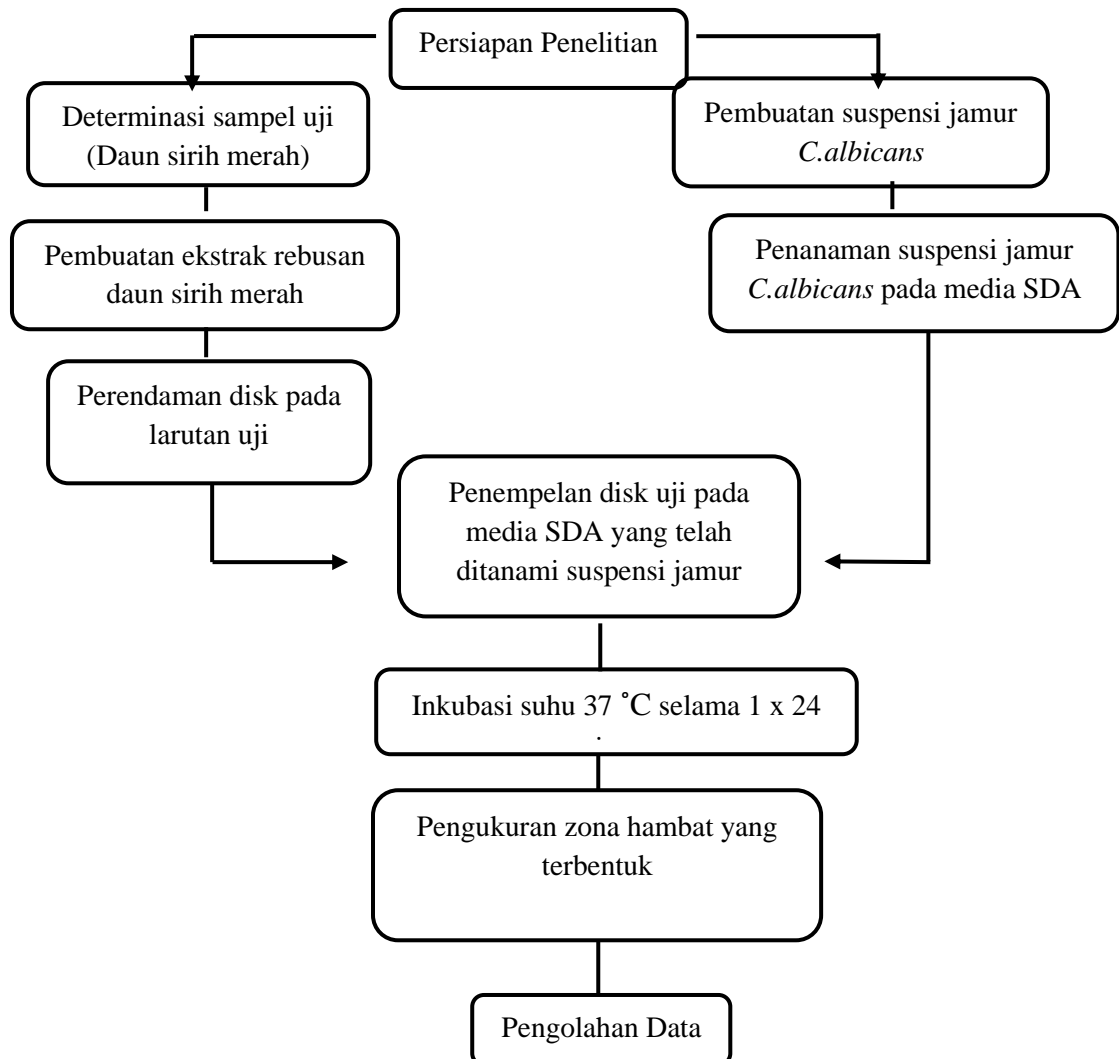 Persiapan Penelitian
Determinasi sampel uji
(Daun sirih merah)
Pembuatan ekstrak rebusan
daun sirih merah
Perendaman disk pada
larutan uji
Pembuatan suspensi jamur
C.albicans
Penanaman suspensi jamur
C.albicans pada media SDA
Penempelan disk uji pada
media SDA yang telah
ditanami suspensi jamur
Inkubasi suhu 37 ˚C selama 1 x 24
Pengukuran zona hambat yang
terbentuk
Pengolahan Data